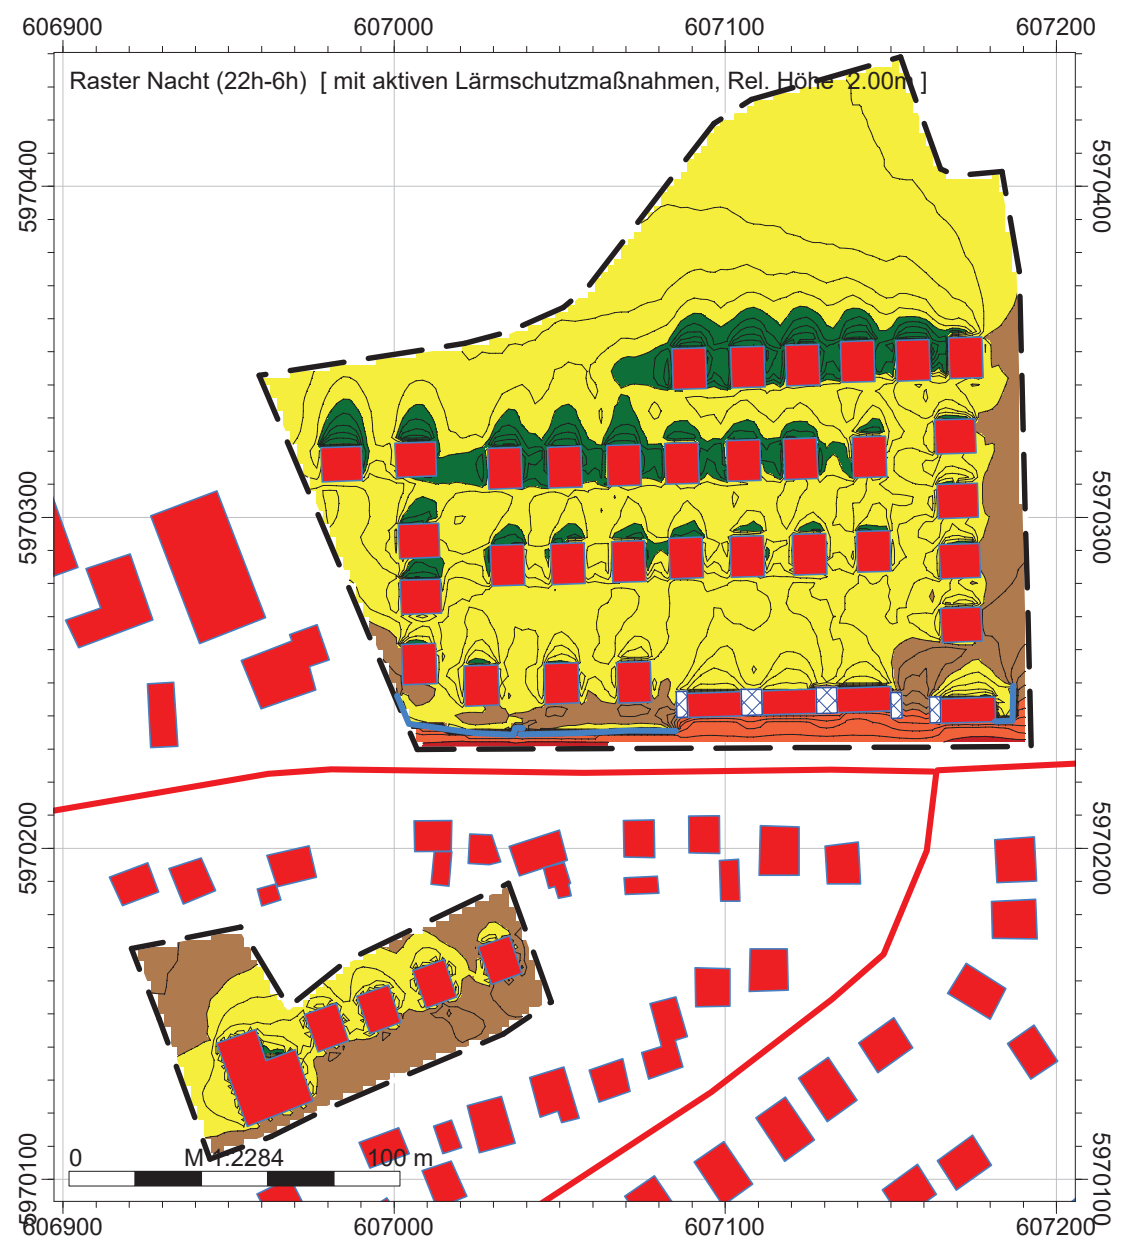 606900 607000 607100 607200
Raster Nacht (22h-6h) [ mit aktiven Lärmschutzmaßnahmen, Rel. Höhe 2.00m ]
5970400 5970400
5970300 5970300
5970200 5970200
5970100 5970100
0 M 1:2284 100 m
606900 607000 607100 607200